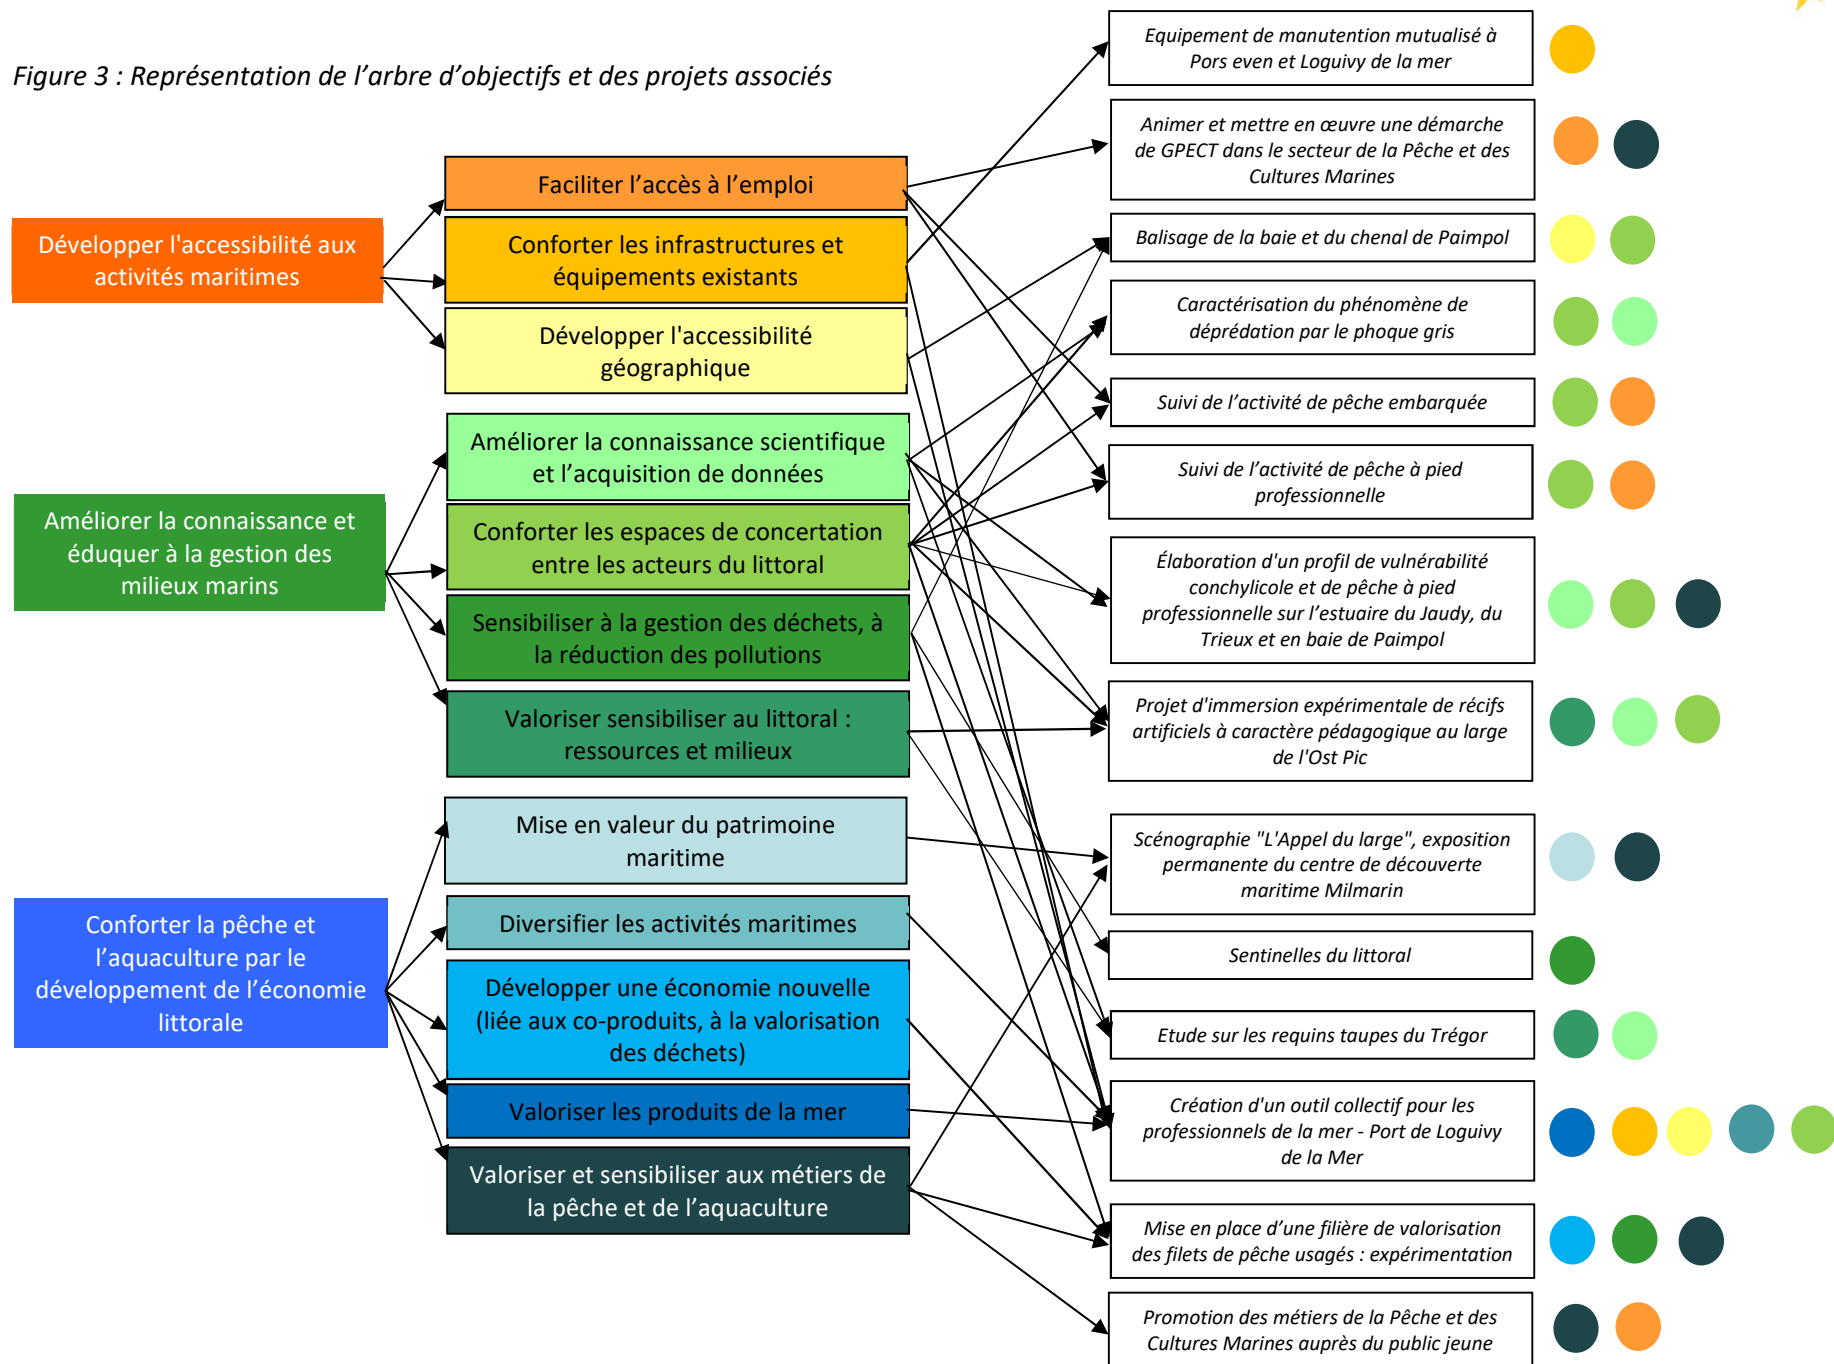 Figure 3 : Représentation de l’arbre d’objectifs et des projets associés
Développer l'accessibilité aux
activités maritimes
Améliorer la connaissance et
éduquer à la gestion des
milieux marins
Conforter la pêche et
l’aquaculture par le
développement de l’économie
littorale
Faciliter l’accès à l’emploi
Conforter les infrastructures et
équipements existants
Développer l'accessibilité
géographique
Améliorer la connaissance scientifique
et l’acquisition de données
Conforter les espaces de concertation
entre les acteurs du littoral
Sensibiliser à la gestion des déchets, à
la réduction des pollutions
Valoriser sensibiliser au littoral :
ressources et milieux
Mise en valeur du patrimoine
maritime
Diversifier les activités maritimes
Développer une économie nouvelle
(liée aux co-produits, à la valorisation
des déchets)
Valoriser les produits de la mer
Valoriser et sensibiliser aux métiers de
la pêche et de l’aquaculture
Equipement de manutention mutualisé à
Pors even et Loguivy de la mer
Animer et mettre en œuvre une démarche
de GPECT dans le secteur de la Pêche et des
Cultures Marines
Balisage de la baie et du chenal de Paimpol
Caractérisation du phénomène de
déprédation par le phoque gris
Suivi de l’activité de pêche embarquée
Suivi de l’activité de pêche à pied
professionnelle
Élaboration d'un profil de vulnérabilité
conchylicole et de pêche à pied
professionnelle sur l’estuaire du Jaudy, du
Trieux et en baie de Paimpol
Projet d'immersion expérimentale de récifs
artificiels à caractère pédagogique au large
de l'Ost Pic
Scénographie "L'Appel du large", exposition
permanente du centre de découverte
maritime Milmarin
Sentinelles du littoral
Etude sur les requins taupes du Trégor
Création d'un outil collectif pour les
professionnels de la mer - Port de Loguivy
de la Mer
Mise en place d’une filière de valorisation
des filets de pêche usagés : expérimentation
Promotion des métiers de la Pêche et des
Cultures Marines auprès du public jeune